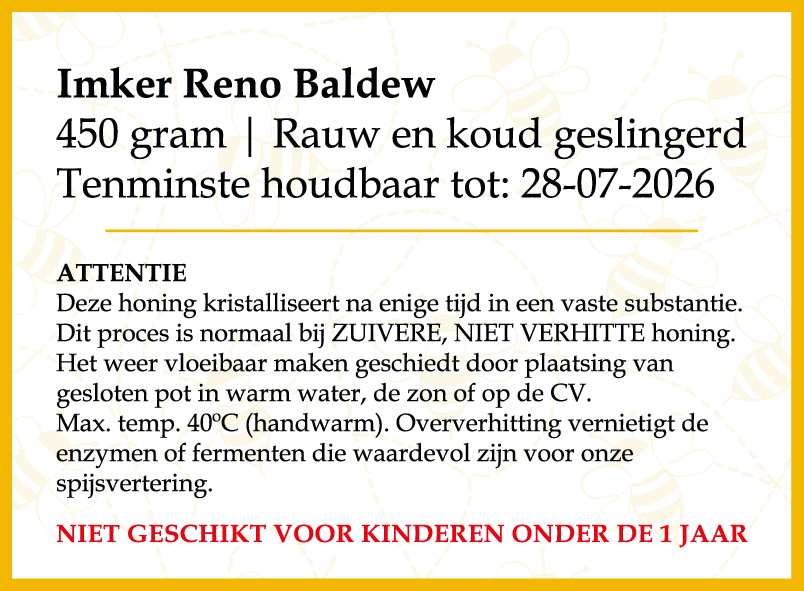 Imker Reno Baldew
450 gram | Rauw en koud geslingerd
Tenminste houdbaar tot: 28-07-2026
ATTENTIE
Deze honing kristalliseert na enige tijd in een vaste substantie.
Dit proces is normaal bij ZUIVERE, NIET VERHITTE honing.
Het weer vloeibaar maken geschiedt door plaatsing van
gesloten pot in warm water, de zon of op de CV.
Max. temp. 40ºC (handwarm). Oververhitting vernietigt de
enzymen of fermenten die waardevol zijn voor onze
spijsvertering.
NIET GESCHIKT VOOR KINDEREN ONDER DE 1 JAAR